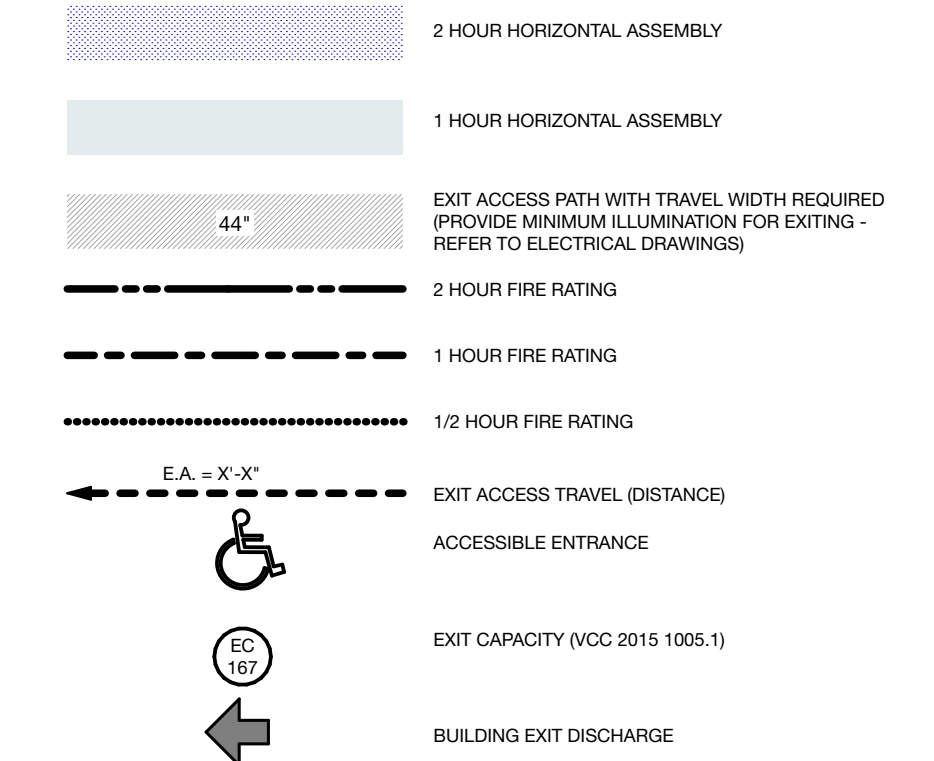 2 HOUR HORIZONTAL ASSEMBLY
1 HOUR HORIZONTAL ASSEMBLY
44"
EXIT ACCESS PATH WITH TRAVEL WIDTH REQUIRED
(PROVIDE MINIMUM ILLUMINATION FOR EXITING -
REFER TO ELECTRICAL DRAWINGS)
2 HOUR FIRE RATING
1 HOUR FIRE RATING
1/2 HOUR FIRE RATING
E.A. = X'-X"
EXIT ACCESS TRAVEL (DISTANCE)
ACCESSIBLE ENTRANCE
EC
167
EXIT CAPACITY (VCC 2015 1005.1)
BUILDING EXIT DISCHARGE